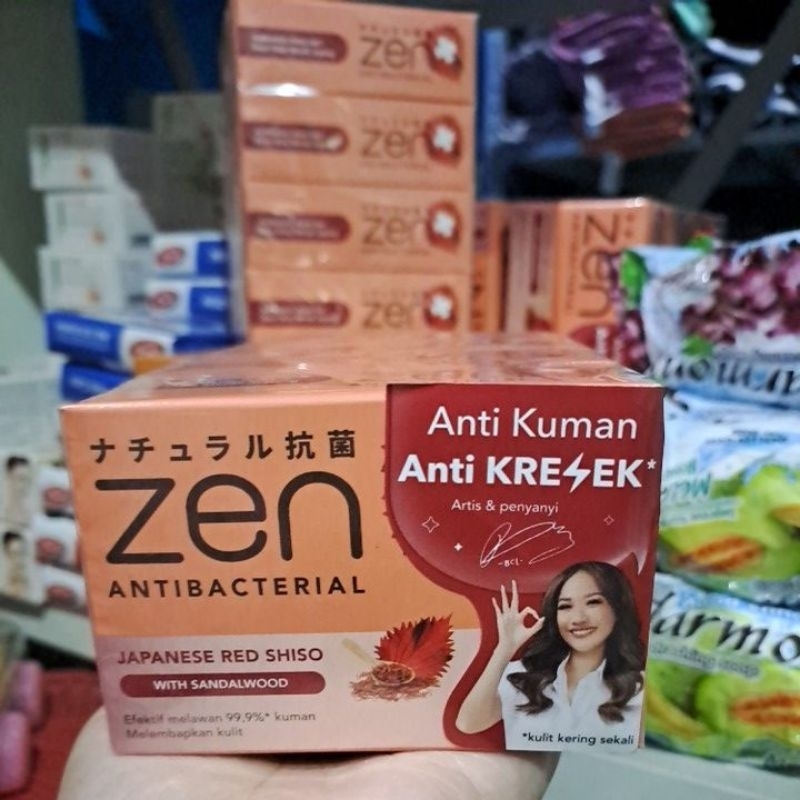 zen
zen
zen
zen
zen
ナチュラル抗菌
zen
ANTIBACTERIAL
JAPANESE RED SHISO
WITH SANDALWOOD
Efektif melawan 99,9%* kuman
Melembapkan kulit
Anti Kuman
Anti KRESEK*
Artis & penyanyi
-BCL-
*kulit kering sekali